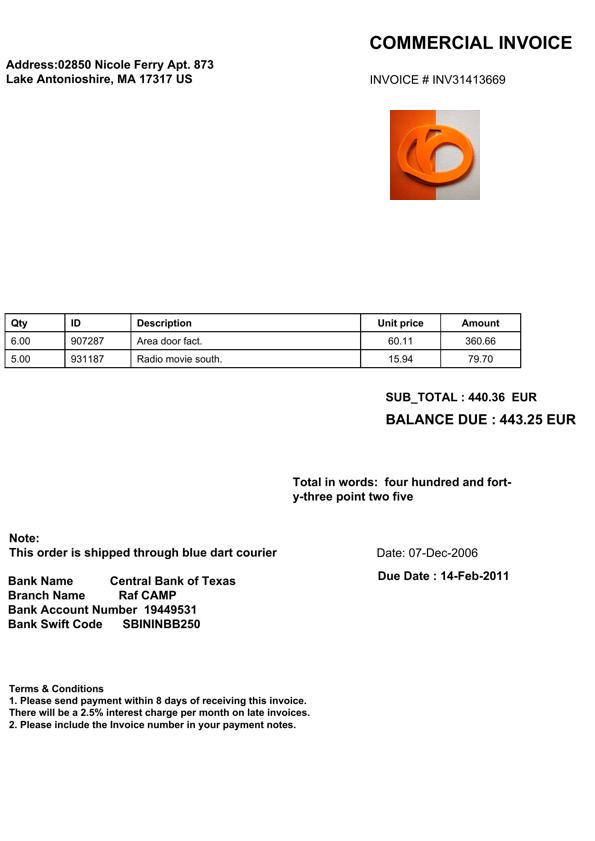 COMMERCIAL INVOICE
Address:02850 Nicole Ferry Apt. 873
Lake Antonioshire, MA 17317 US
INVOICE # INV31413669
Qty ID Description Unit price Amount
6.00 907287 Area door fact. 60.11 360.66
5.00 931187 Radio movie south. 15.94 79.70
SUB_TOTAL : 440.36 EUR
BALANCE DUE : 443.25 EUR
Total in words: four hundred and fort-
y-three point two five
Note:
This order is shipped through blue dart courier
Date: 07-Dec-2006
Due Date : 14-Feb-2011
Bank Name Central Bank of Texas
Branch Name Raf CAMP
Bank Account Number 19449531
Bank Swift Code SBININBB250
Terms & Conditions
1. Please send payment within 8 days of receiving this invoice.
There will be a 2.5% interest charge per month on late invoices.
2. Please include the Invoice number in your payment notes.